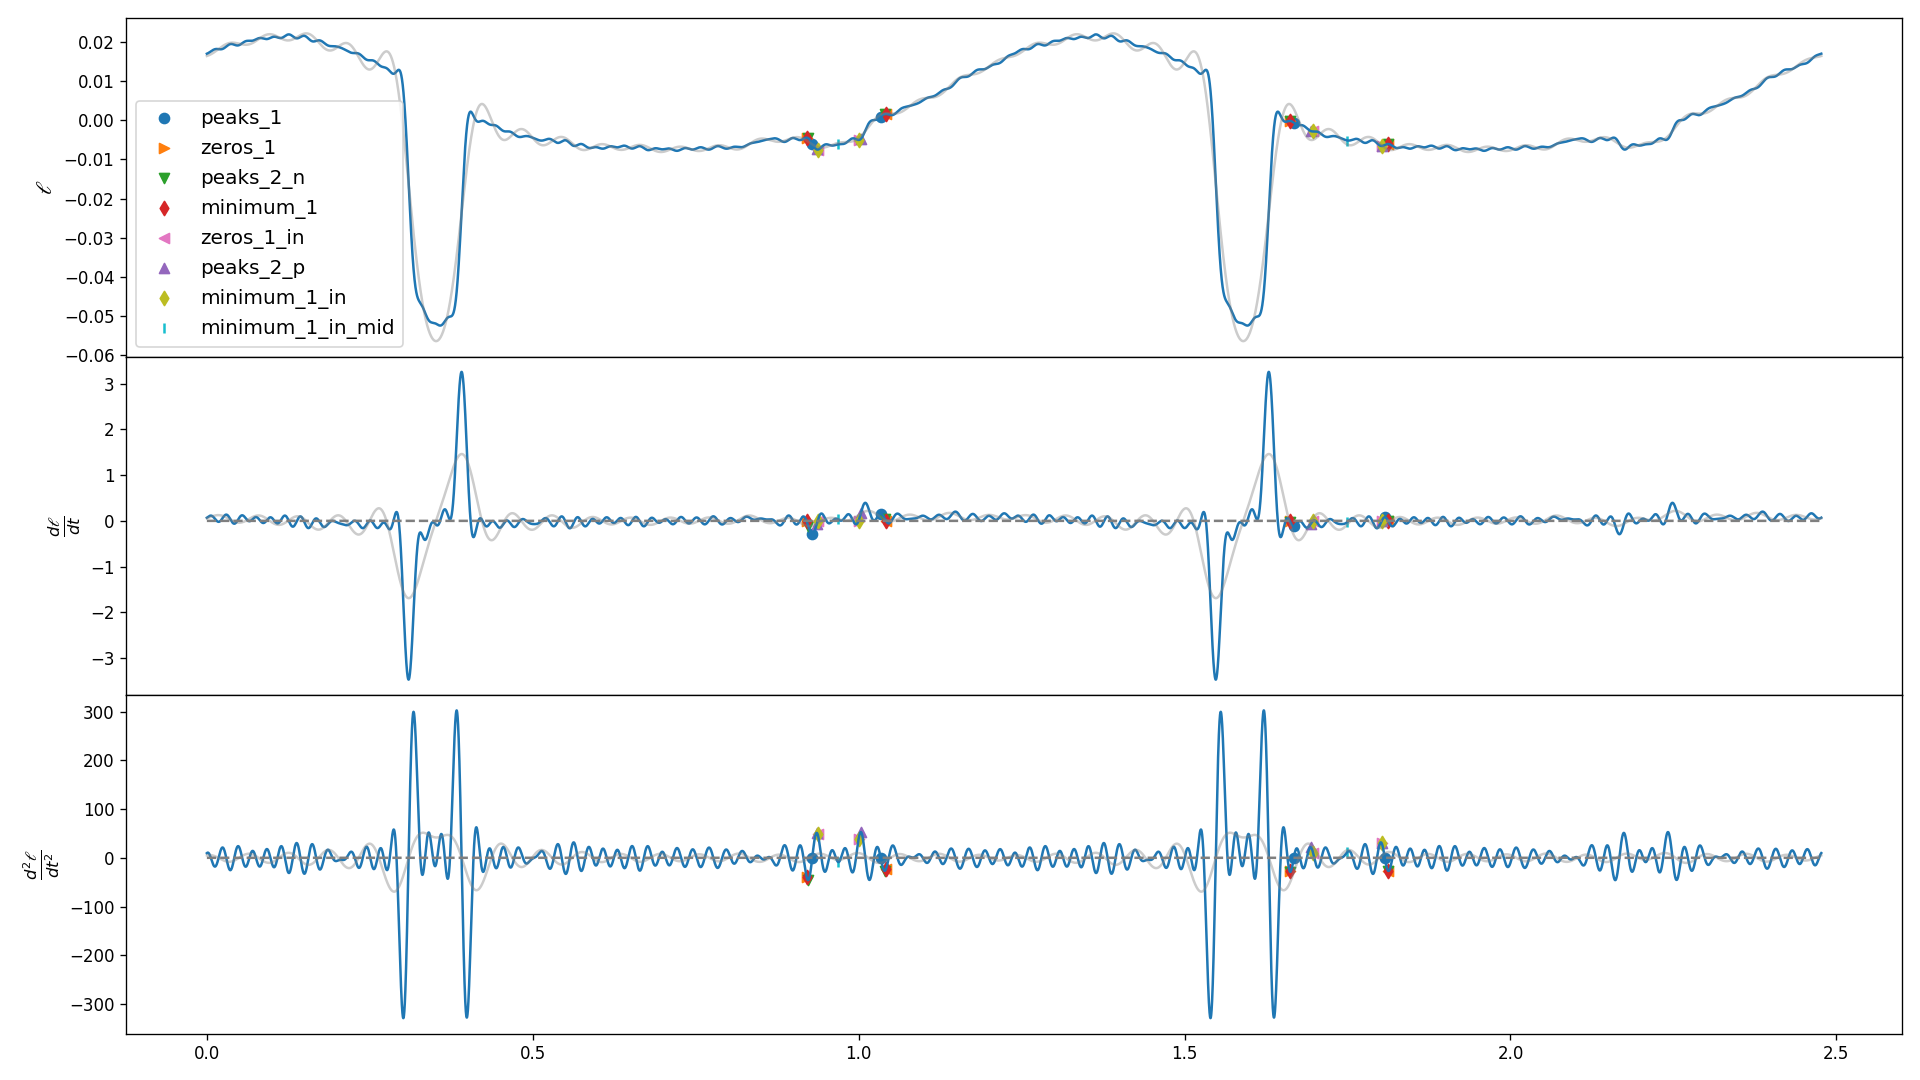 0.02
0.01
0.00
−0.01
−0.02
−0.03
−0.04
−0.05
−0.06
ℓ
peaks_1
zeros_1
peaks_2_n
minimum_1
zeros_1_in
peaks_2_p
minimum_1_in
minimum_1_in_mid
3
2
1
0
−1
−2
−3
dℓ
dt
300
200
100
0
−100
−200
−300
d²ℓ
dt²
0.0 0.5 1.0 1.5 2.0 2.5